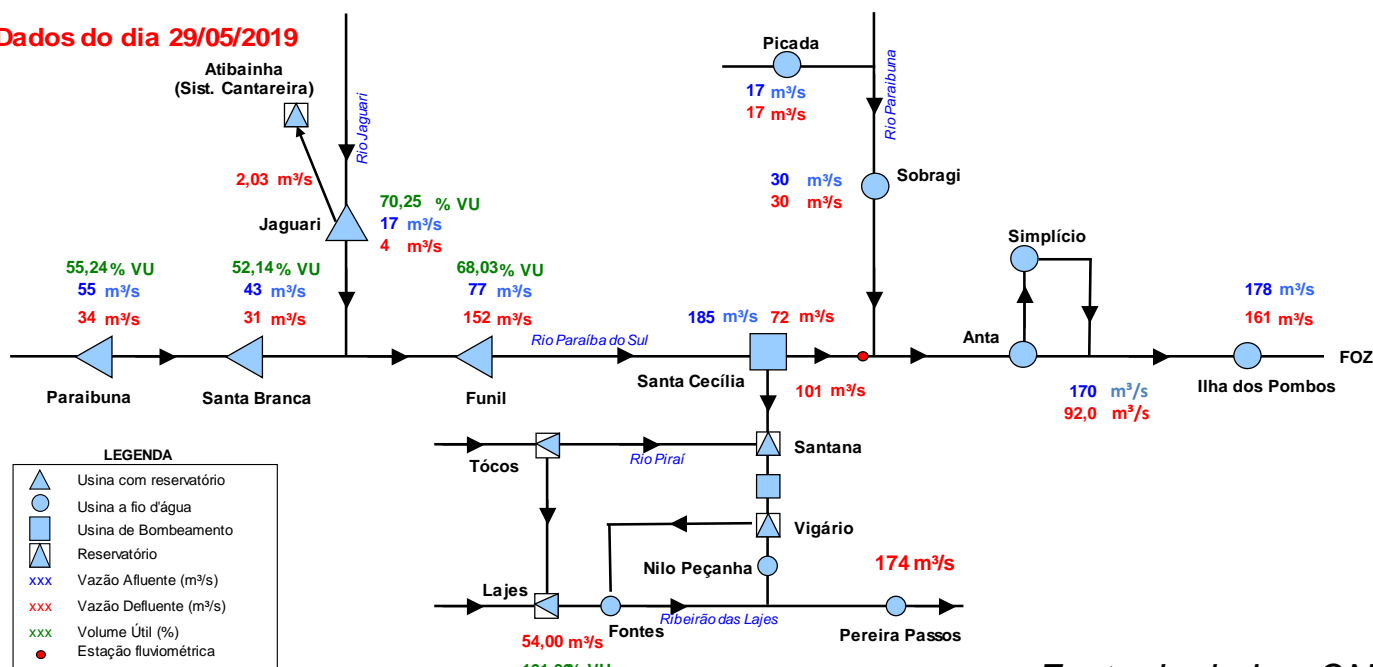 Dados do dia 29/05/2019
Atibainha
(Sist. Cantareira)
Rio Jaguari
2,03 m³/s
Jaguari
70,25 % VU
17 m³/s
4 m³/s
Picada
17 m³/s
17 m³/s
Rio Paraibuna
30 m³/s
30 m³/s
Sobragi
55,24 % VU
55 m³/s
34 m³/s
Paraibuna
52,14 % VU
43 m³/s
31 m³/s
Santa Branca
68,03 % VU
77 m³/s
152 m³/s
Funil
Rio Paraíba do Sul
185 m³/s 72 m³/s
Santa Cecília
101 m³/s
Simplício
Anta
170 m³/s
92,0 m³/s
178 m³/s
161 m³/s
Ilha dos Pombos
FOZ
Tócos
Rio Piraí
Santana
Vigário
Nilo Peçanha
174 m³/s
Lajes
Fontes
Ribeirão das Lajes
Pereira Passos
54,00 m³/s
% VU
LEGENDA
Usina com reservatório
Usina a fio d'água
Usina de Bombeamento
Reservatório
xxx Vazão Afluente (m³/s)
xxx Vazão Defluente (m³/s)
xxx Volume Útil (%)
Estação fluviométrica